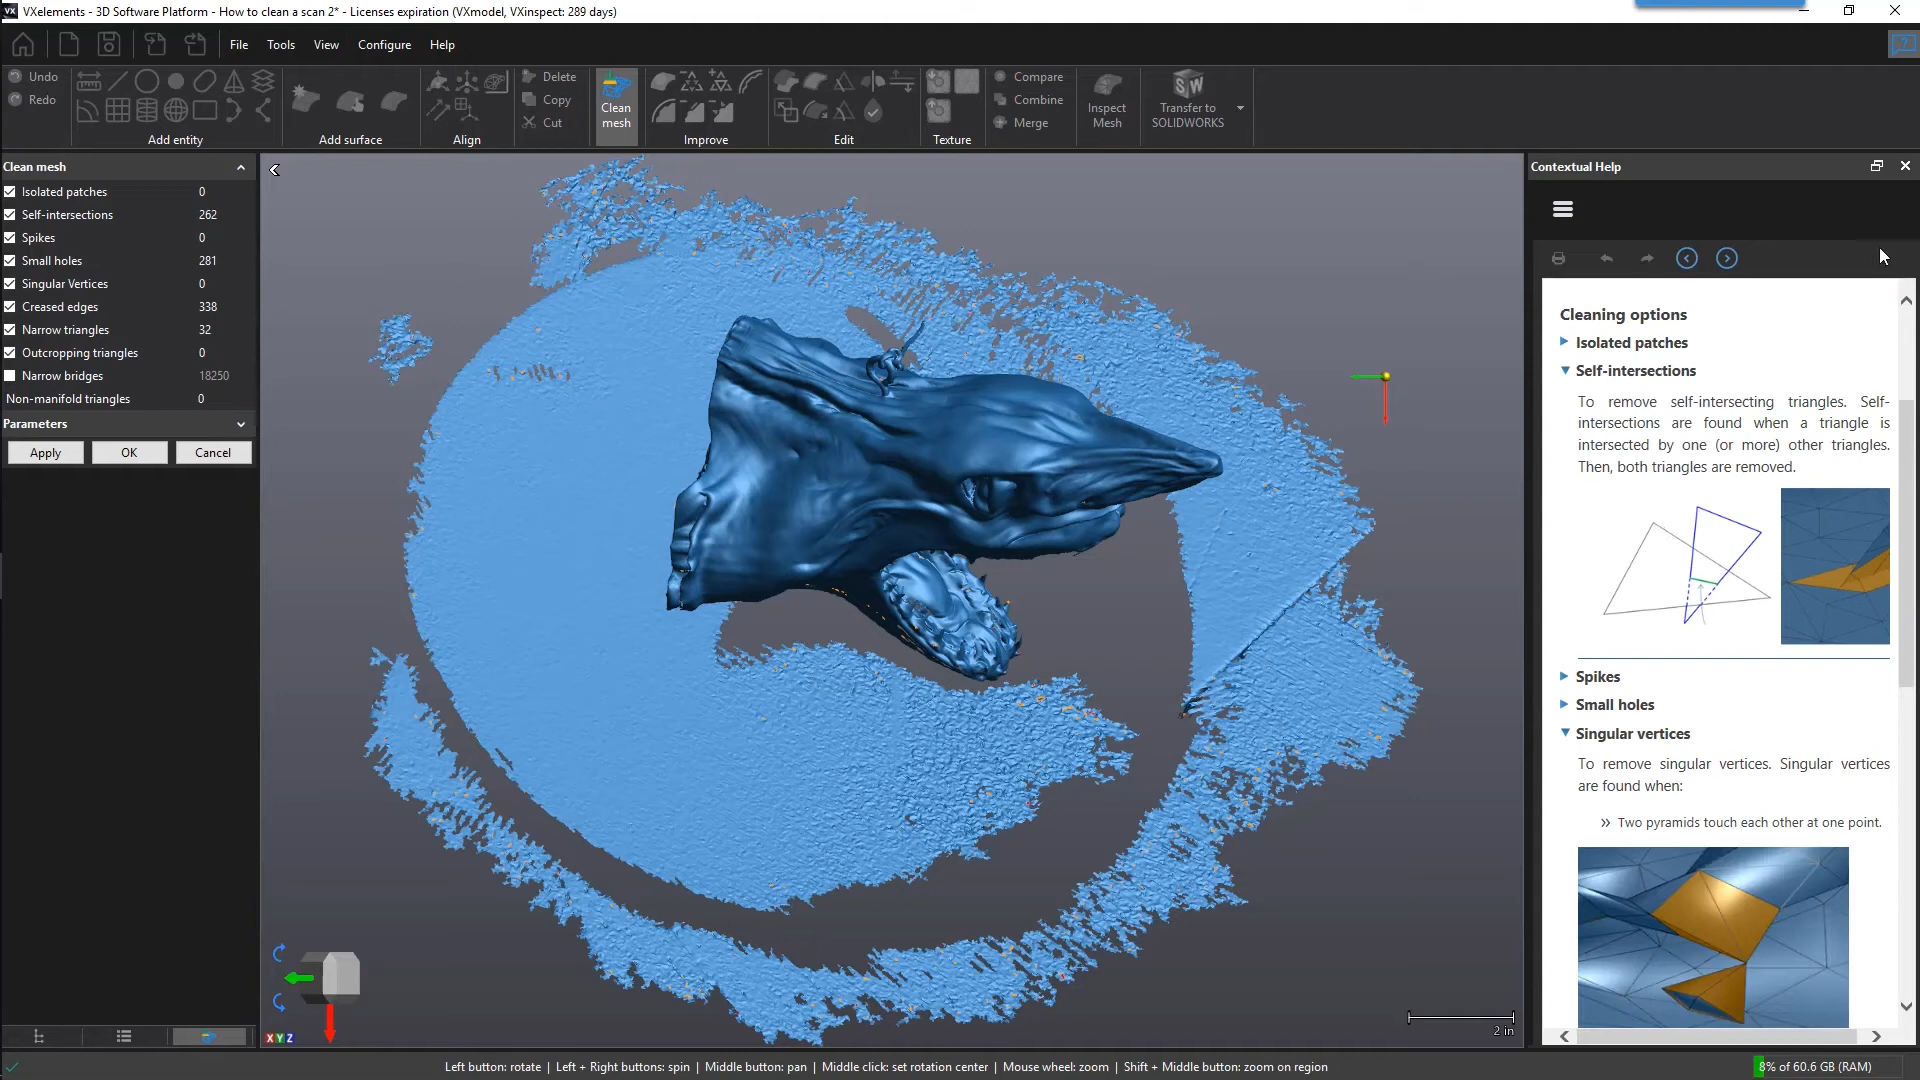 VXelements - 3D Software Platform - How to clean a scan 2* - Licenses expiration (VXmodel, VXinspect: 289 days)
File Tools View Configure Help
Undo
Redo
Add entity
Add surface
Align
Delete
Copy
Cut
Clean
mesh
Improve
Edit
Texture
Compare
Combine
Merge
Inspect
Mesh
SW
Transfer to
SOLIDWORKS
Clean mesh
Isolated patches 0
Self-intersections 262
Spikes 0
Small holes 281
Singular Vertices 0
Creased edges 338
Narrow triangles 32
Outcropping triangles 0
Narrow bridges 18250
Non-manifold triangles 0
Parameters
Apply OK Cancel
XYZ
2 in
Contextual Help
Cleaning options
Isolated patches
Self-intersections
To remove self-intersecting triangles. Self-
intersections are found when a triangle is
intersected by one (or more) other triangles.
Then, both triangles are removed.
Spikes
Small holes
Singular vertices
To remove singular vertices. Singular vertices
are found when:
» Two pyramids touch each other at one point.
Left button: rotate | Left + Right buttons: spin | Middle button: pan | Middle click: set rotation center | Mouse wheel: zoom | Shift + Middle button: zoom on region
8% of 60.6 GB (RAM)